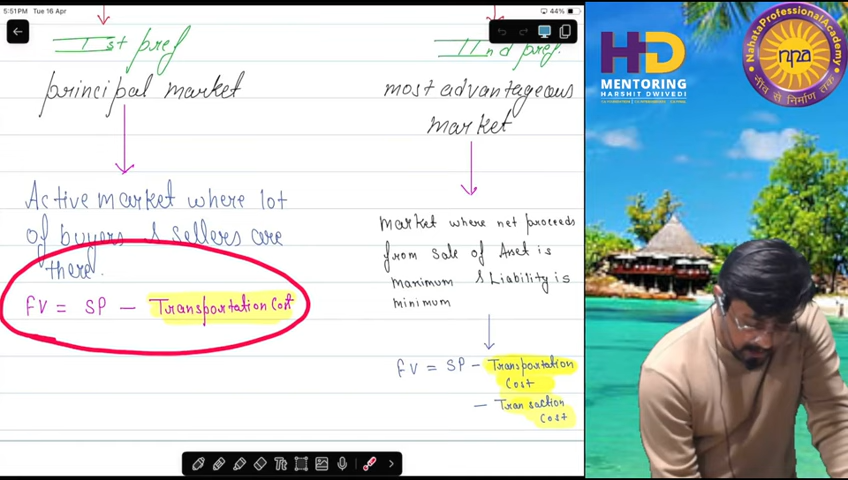 5:51PM Tue 16 Apr
44%
Ist pref
principal market
Active market where lot
of buyers & sellers are
there.
FV = SP - Transportation Cost
IInd pref.
most advantageous
market
market where net proceeds
from sale of Asset is
maximum & Liability is
minimum
FV = SP - Transportation
Cost
- Transaction
Cost
HD
MENTORING
HARSHIT DWIVEDI
NahataProfessionalAcademy
npa
नींव से निर्माण तक